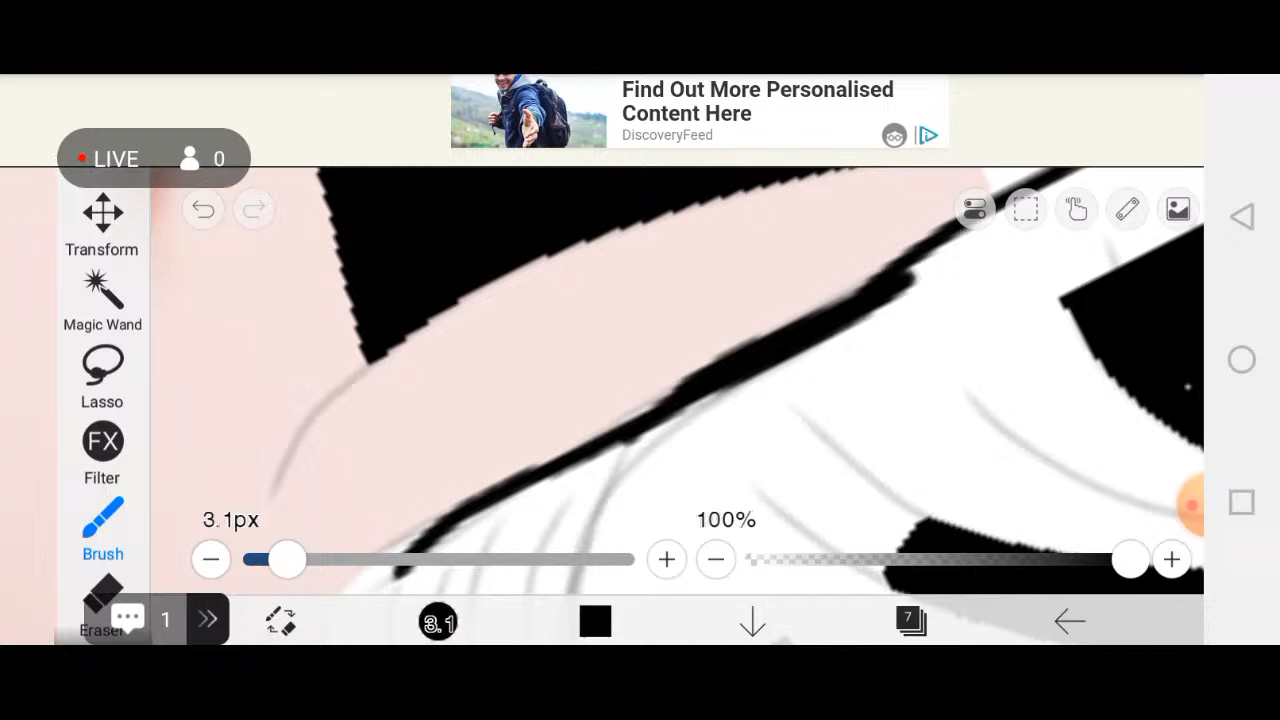 Find Out More Personalised
Content Here
DiscoveryFeed
LIVE 0
Transform
Magic Wand
Lasso
FX
Filter
3.1px
100%
Brush
Eraser
1
3.1
7